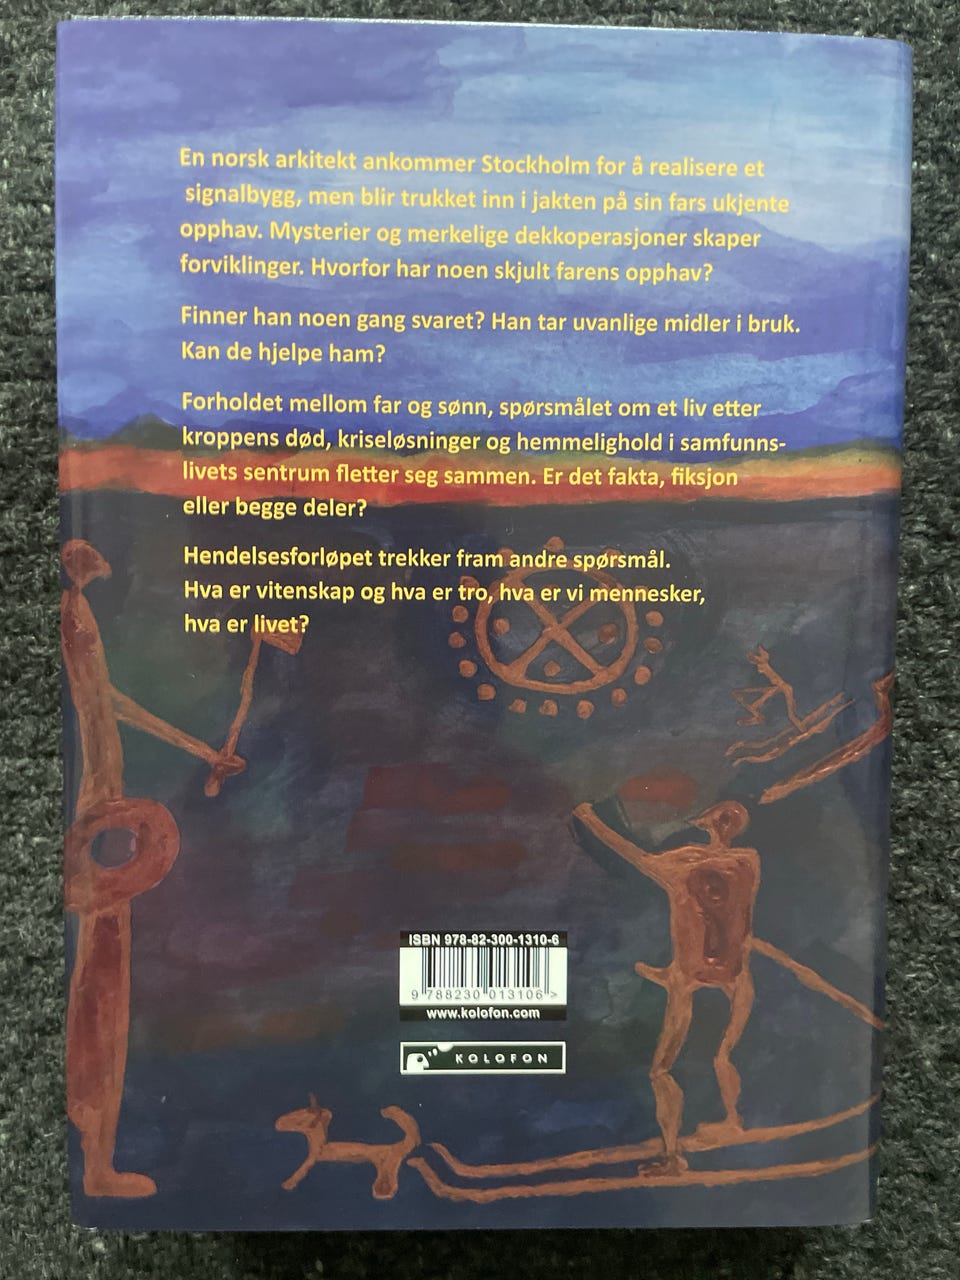 En norsk arkitekt ankommer Stockholm for å realisere et
signalbygg, men blir trukket inn i jakten på sin fars ukjente
opphav. Mysterier og merkelige dekkoperasjoner skaper
forviklinger. Hvorfor har noen skjult farens opphav?
Finner han noen gang svaret? Han tar uvanlige midler i bruk.
Kan de hjelpe ham?
Forholdet mellom far og sønn, spørsmålet om et liv etter
kroppens død, kriseløsninger og hemmelighold i samfunns-
livets sentrum fletter seg sammen. Er det fakta, fiksjon
eller begge deler?
Hendelsesforløpet trekker fram andre spørsmål.
Hva er vitenskap og hva er tro, hva er vi mennesker,
hva er livet?
ISBN 978-82-300-1310-6
9 788230 013106 >
www.kolofon.com
KOLOFON